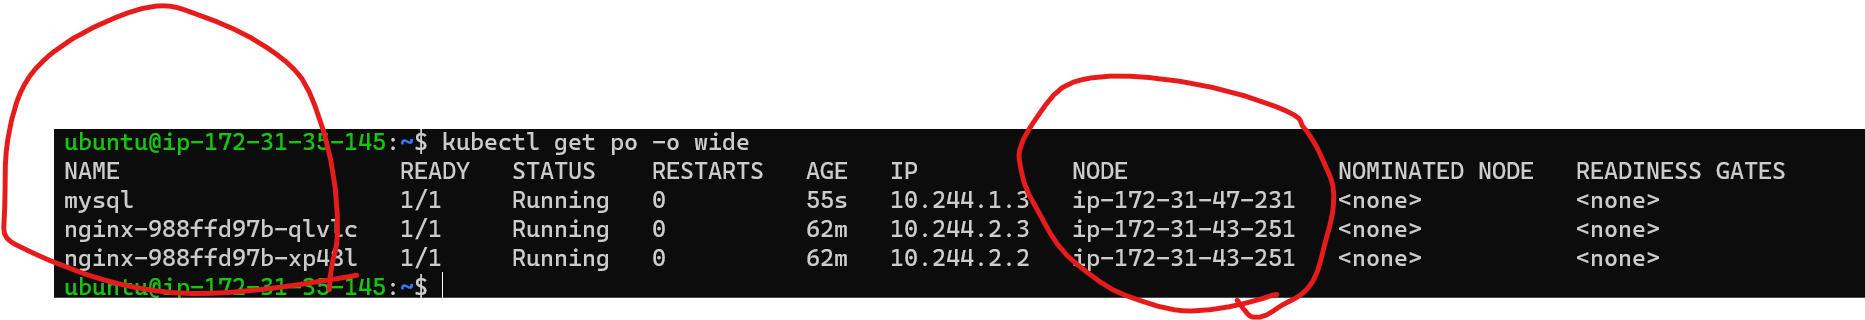 ubuntu@ip-172-31-35-145:~$ kubectl get po -o wide
NAME READY STATUS RESTARTS AGE IP NODE NOMINATED NODE READINESS GATES
mysql 1/1 Running 0 55s 10.244.1.3 ip-172-31-47-231 <none> <none>
nginx-988ffd97b-qlvlc 1/1 Running 0 62m 10.244.2.3 ip-172-31-43-251 <none> <none>
nginx-988ffd97b-xp48l 1/1 Running 0 62m 10.244.2.2 ip-172-31-43-251 <none> <none>
ubuntu@ip-172-31-35-145:~$